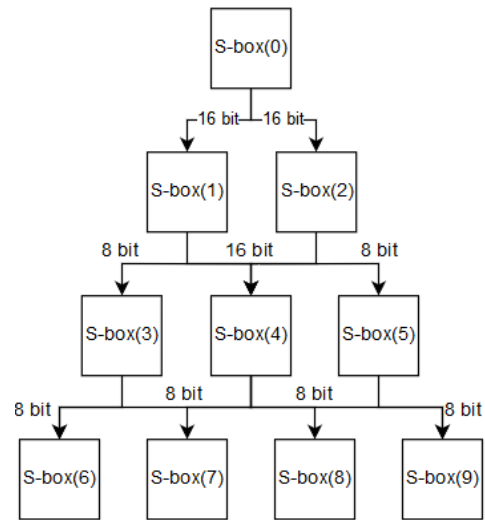 S-box(0)
16 bit 16 bit
S-box(1) S-box(2)
8 bit 16 bit 8 bit
S-box(3) S-box(4) S-box(5)
8 bit 8 bit 8 bit 8 bit
S-box(6) S-box(7) S-box(8) S-box(9)